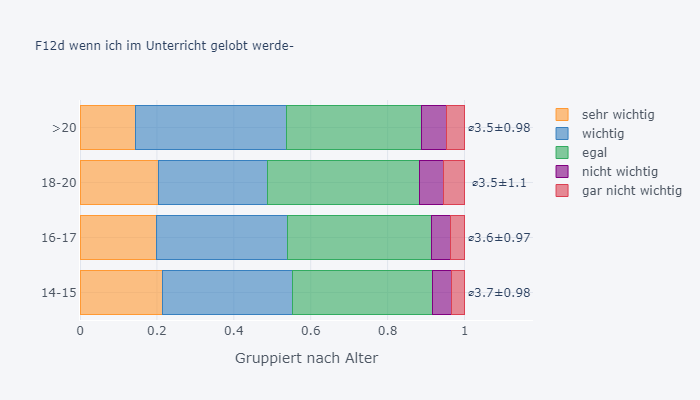 F12d wenn ich im Unterricht gelobt werde-
>20
⌀3.5±0.98
18-20
⌀3.5±1.1
16-17
⌀3.6±0.97
14-15
⌀3.7±0.98
0 0.2 0.4 0.6 0.8 1
Gruppiert nach Alter
sehr wichtig
wichtig
egal
nicht wichtig
gar nicht wichtig